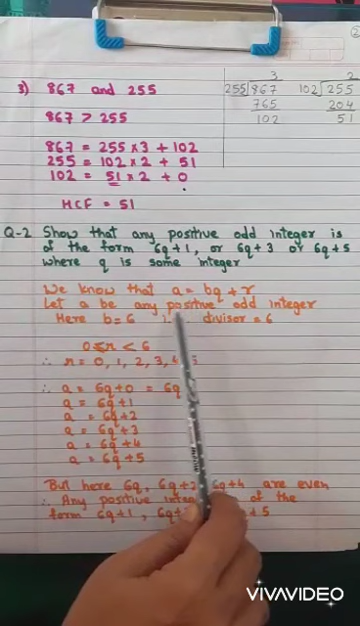 2
3) 867 and 255
867 > 255
867 = 255 × 3 + 102
255 = 102 × 2 + 51
102 = 51 × 2 + 0
HCF = 51
3
255 867
765
102
2
102 255
204
51
Q-2 Show that any positive odd integer is
of the form 6q+1, or 6q+3 or 6q+5
where q is some integer
We know that a = bq + r
Let a be any positive odd integer
Here b = 6 divisor = 6
0 ≤ r < 6
∴ r = 0, 1, 2, 3, 4, 5
∴ a = 6q+0 = 6q
a = 6q+1
a = 6q+2
a = 6q+3
a = 6q+4
a = 6q+5
But here 6q, 6q+2, 6q+4 are even
∴ Any positive of the
form 6q+1, +5
VIVAVIDEO